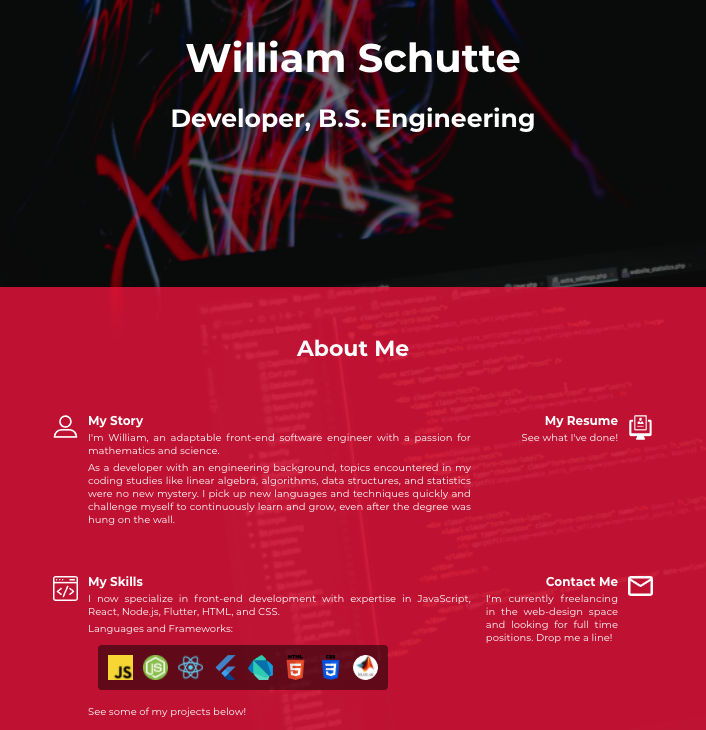 William Schutte
Developer, B.S. Engineering
About Me
My Story
I'm William, an adaptable front-end software engineer with a passion for
mathematics and science.
As a developer with an engineering background, topics encountered in my
coding studies like linear algebra, algorithms, data structures, and statistics
were no new mystery. I pick up new languages and techniques quickly and
challenge myself to continuously learn and grow, even after the degree was
hung on the wall.
My Resume
See what I've done!
My Skills
I now specialize in front-end development with expertise in JavaScript,
React, Node.js, Flutter, HTML, and CSS.
Languages and Frameworks:
JS
JS
HTML
5
CSS
3
See some of my projects below!
Contact Me
I'm currently freelancing
in the web-design space
and looking for full time
positions. Drop me a line!